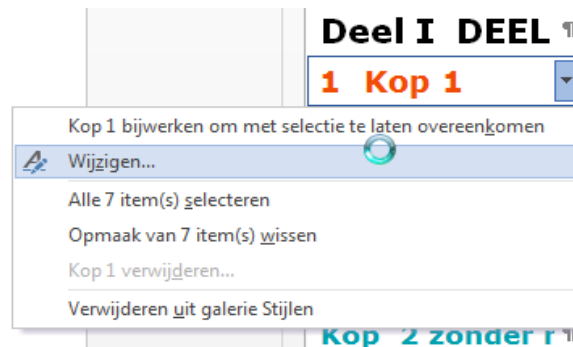 Deel I DEEL ¶
1 Kop 1
Kop 1 bijwerken om met selectie te laten overeenkomen
Wijzigen...
Alle 7 item(s) selecteren
Opmaak van 7 item(s) wissen
Kop 1 verwijderen...
Verwijderen uit galerie Stijlen
Kop 2 zonder r ¶